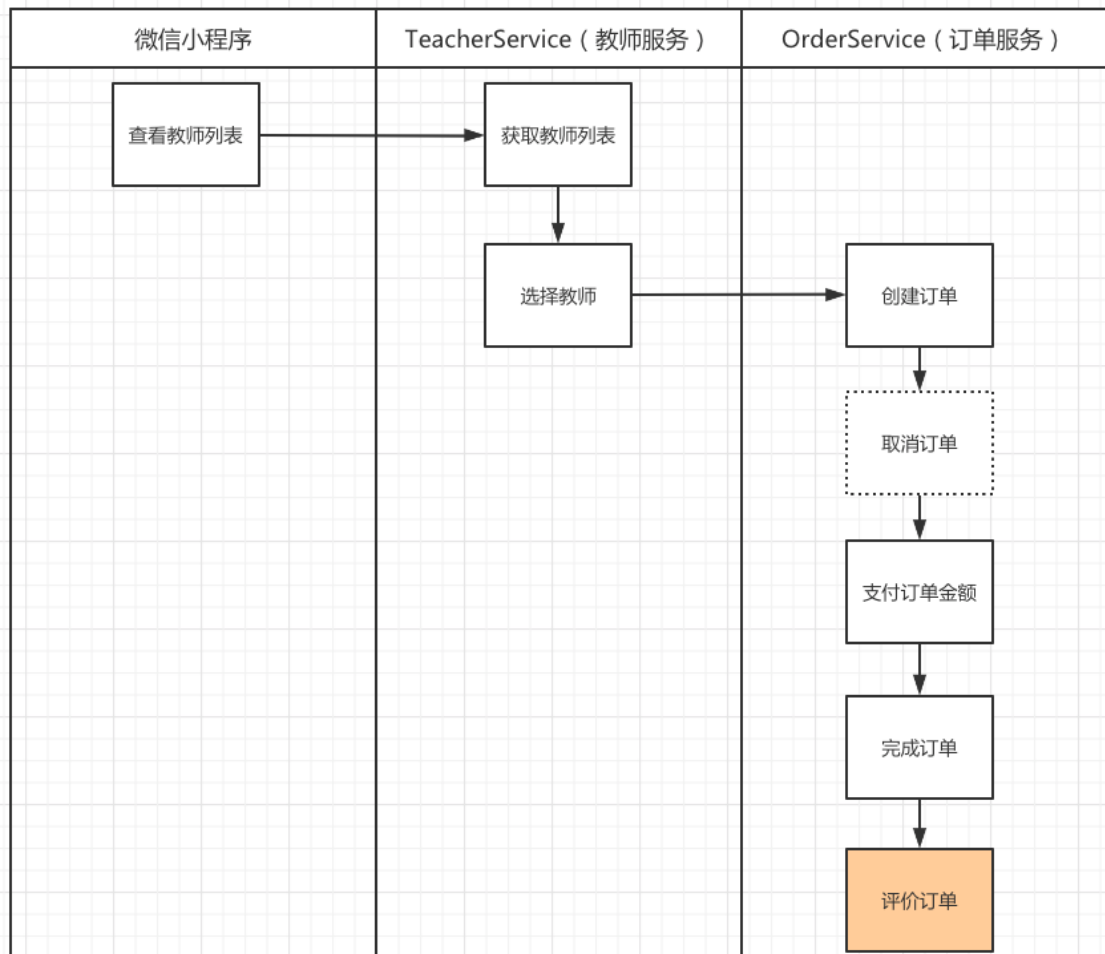 微信小程序
TeacherService（教师服务）
OrderService（订单服务）
查看教师列表
获取教师列表
选择教师
创建订单
取消订单
支付订单金额
完成订单
评价订单